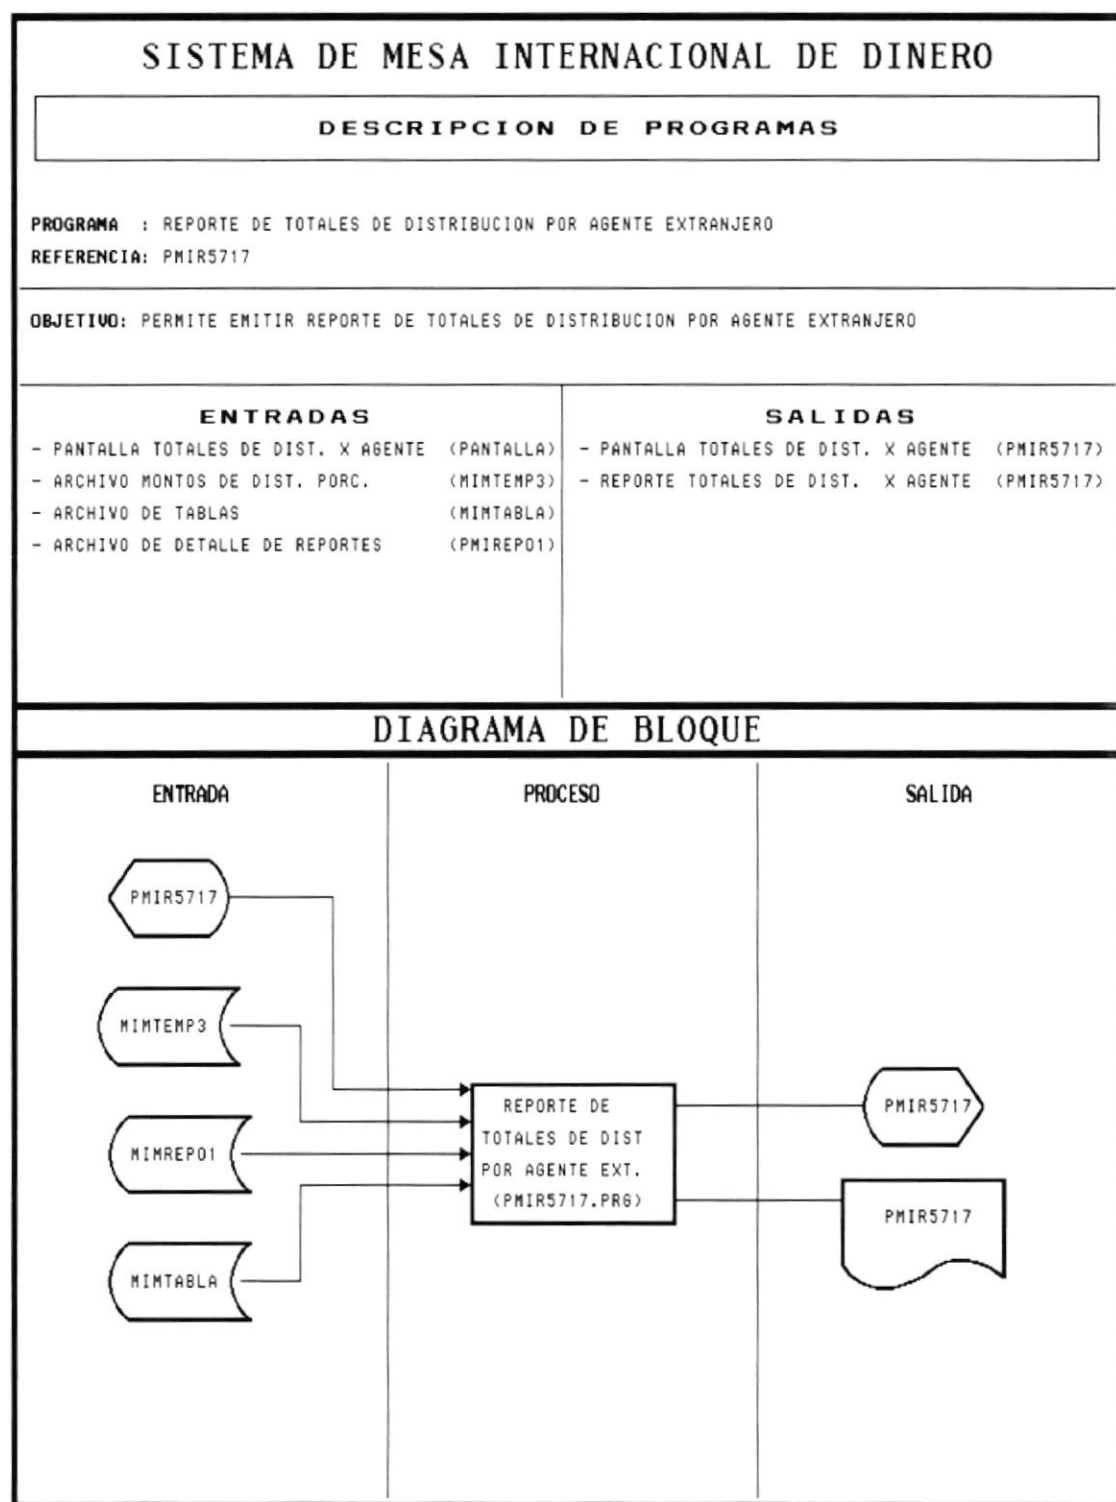 SISTEMA DE MESA INTERNACIONAL DE DINERO
DESCRIPCION DE PROGRAMAS
PROGRAMA : REPORTE DE TOTALES DE DISTRIBUCION POR AGENTE EXTRANJERO
REFERENCIA: PMIR5717
OBJETIVO: PERMITE EMITIR REPORTE DE TOTALES DE DISTRIBUCION POR AGENTE EXTRANJERO
ENTRADAS
- PANTALLA TOTALES DE DIST. X AGENTE (PANTALLA)
- ARCHIVO MONTOS DE DIST. PORC. (MIMTEMP3)
- ARCHIVO DE TABLAS (MIMTABLA)
- ARCHIVO DE DETALLE DE REPORTES (PMIREPO1)
SALIDAS
- PANTALLA TOTALES DE DIST. X AGENTE (PMIR5717)
- REPORTE TOTALES DE DIST. X AGENTE (PMIR5717)
DIAGRAMA DE BLOQUE
ENTRADA
PMIR5717
MIMTEMP3
MIMREPO1
MIMTABLA
PROCESO
REPORTE DE
TOTALES DE DIST
POR AGENTE EXT.
(PMIR5717.PRG)
SALIDA
PMIR5717
PMIR5717